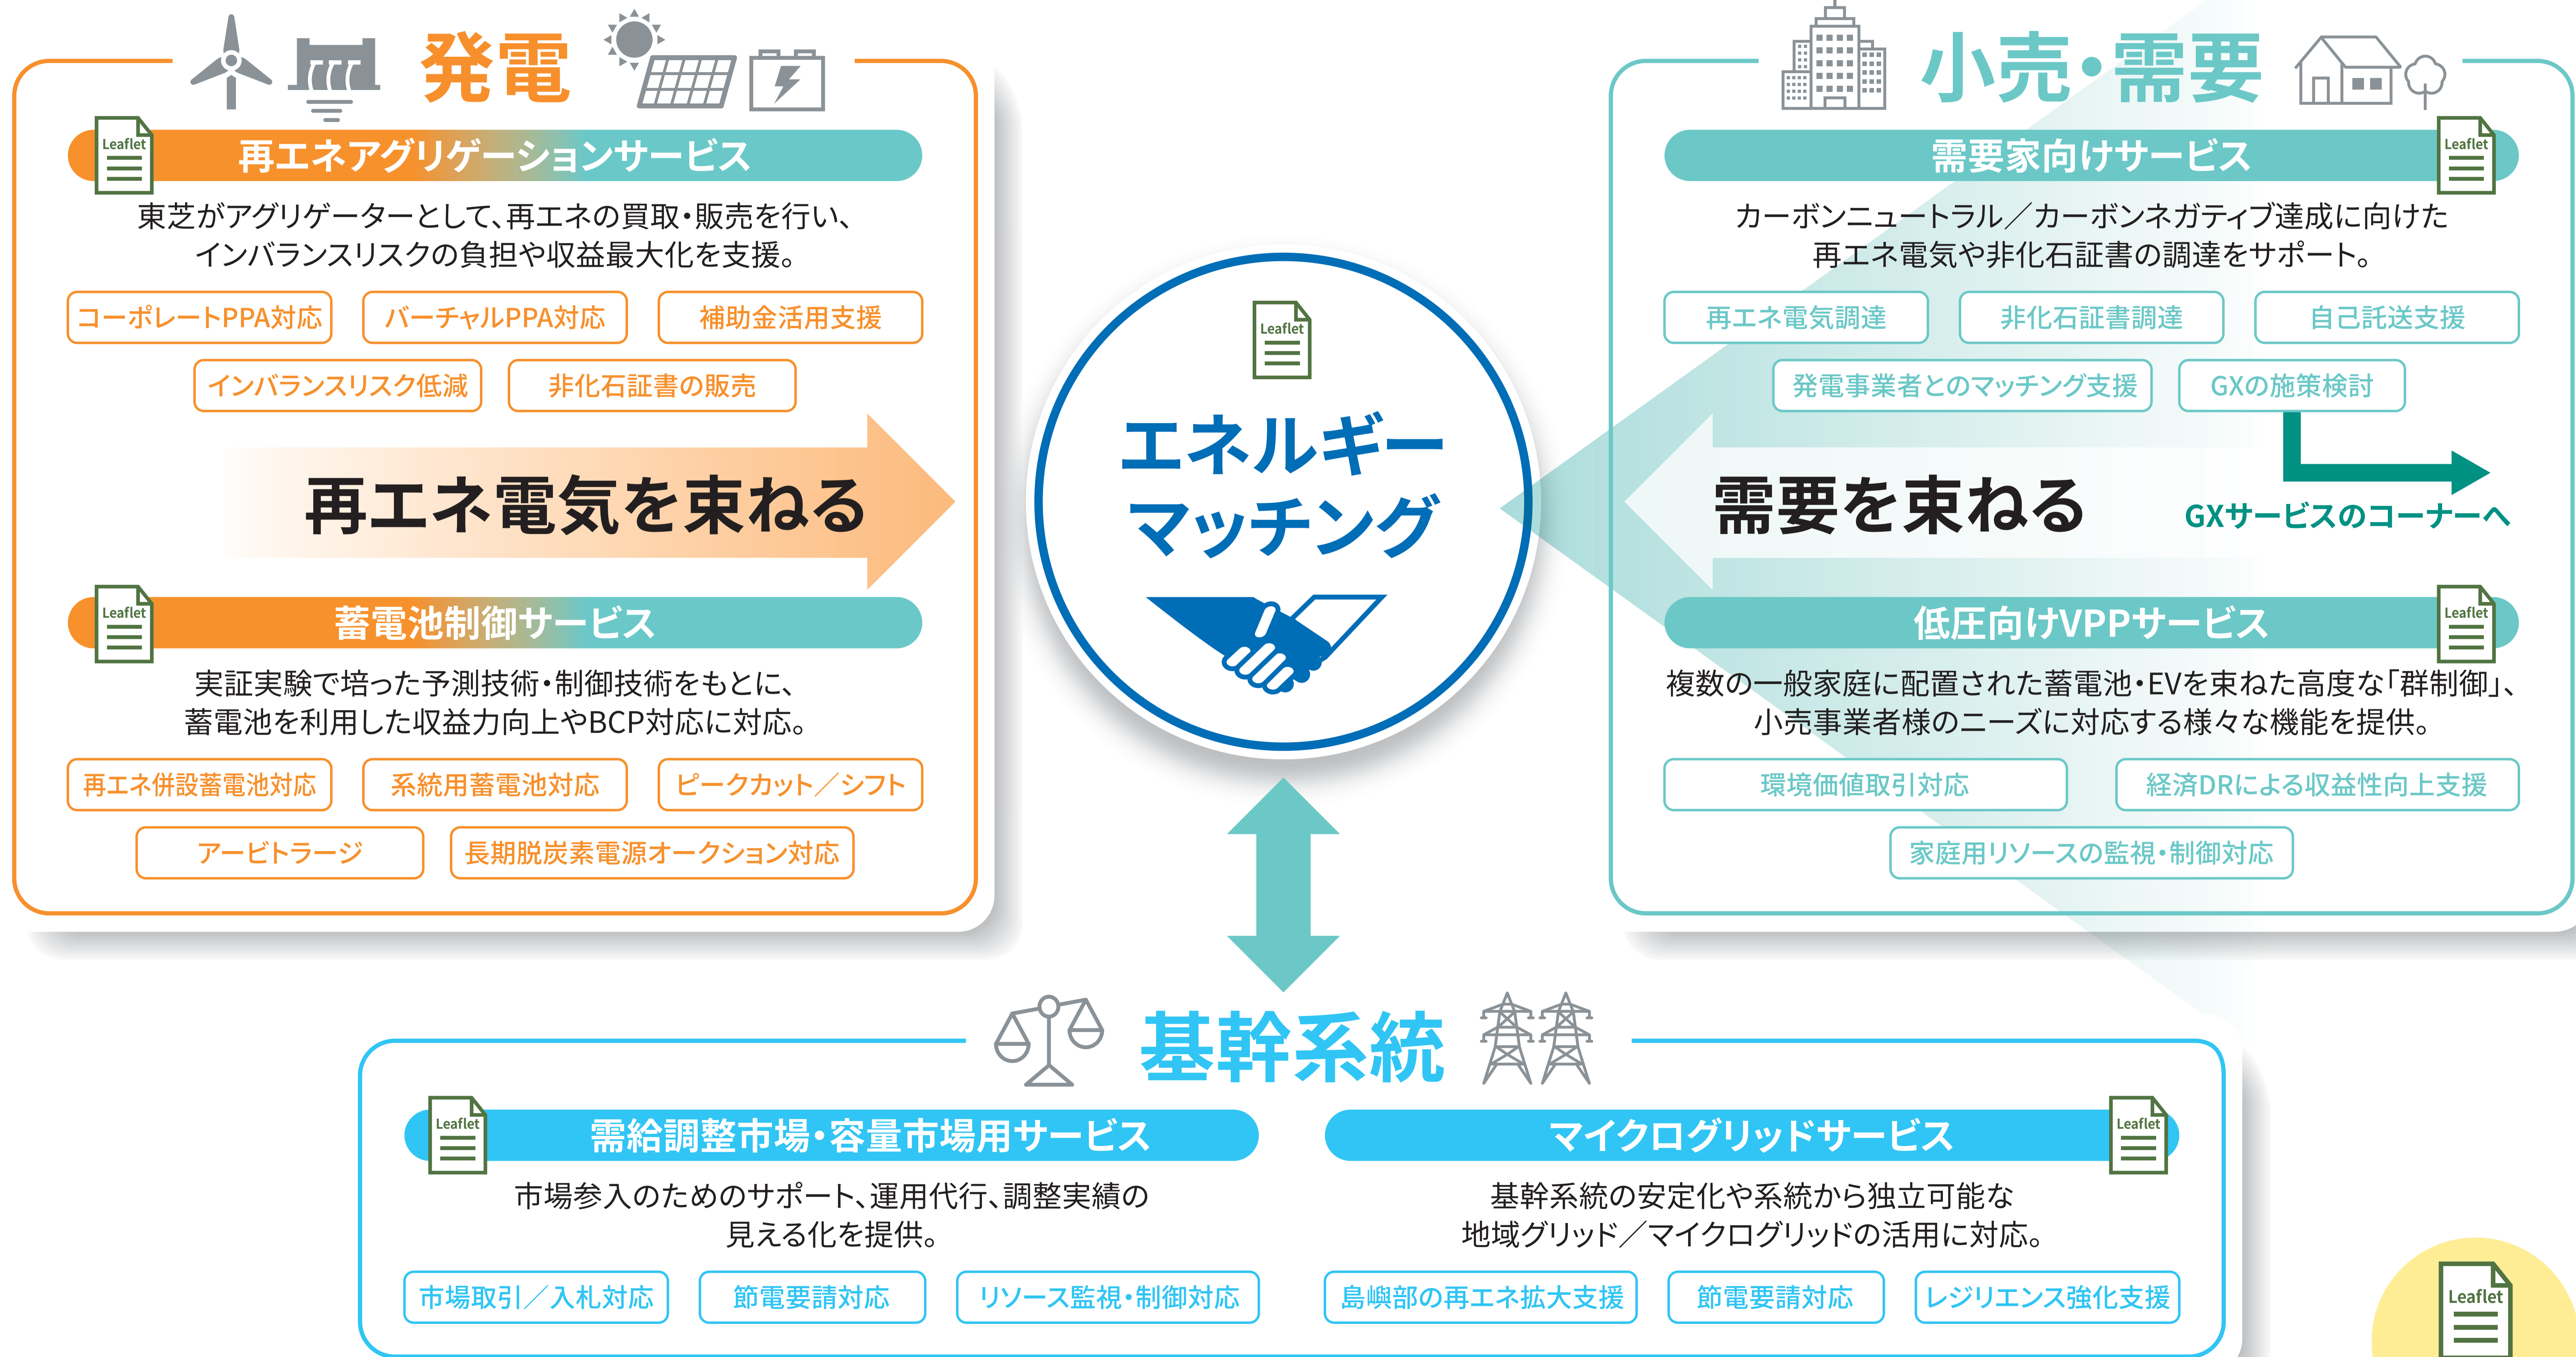 発電
Leaflet
再エネアグリゲーションサービス
東芝がアグリゲーターとして、再エネの買取・販売を行い、
インバランスリスクの負担や収益最大化を支援。
コーポレートPPA対応
バーチャルPPA対応
補助金活用支援
インバランスリスク低減
非化石証書の販売
再エネ電気を束ねる
Leaflet
蓄電池制御サービス
実証実験で培った予測技術・制御技術をもとに、
蓄電池を利用した収益力向上やBCP対応に対応。
再エネ併設蓄電池対応
系統用蓄電池対応
ピークカット／シフト
アービトラージ
長期脱炭素電源オークション対応
Leaflet
エネルギー
マッチング
小売・需要
需要家向けサービス
Leaflet
カーボンニュートラル／カーボンネガティブ達成に向けた
再エネ電気や非化石証書の調達をサポート。
再エネ電気調達
非化石証書調達
自己託送支援
発電事業者とのマッチング支援
GXの施策検討
需要を束ねる
GXサービスのコーナーへ
低圧向けVPPサービス
Leaflet
複数の一般家庭に配置された蓄電池・EVを束ねた高度な「群制御」、
小売事業者様のニーズに対応する様々な機能を提供。
環境価値取引対応
経済DRによる収益性向上支援
家庭用リソースの監視・制御対応
基幹系統
Leaflet
需給調整市場・容量市場用サービス
市場参入のためのサポート、運用代行、調整実績の
見える化を提供。
市場取引／入札対応
節電要請対応
リソース監視・制御対応
マイクログリッドサービス
Leaflet
基幹系統の安定化や系統から独立可能な
地域グリッド／マイクログリッドの活用に対応。
島嶼部の再エネ拡大支援
節電要請対応
レジリエンス強化支援
Leaflet